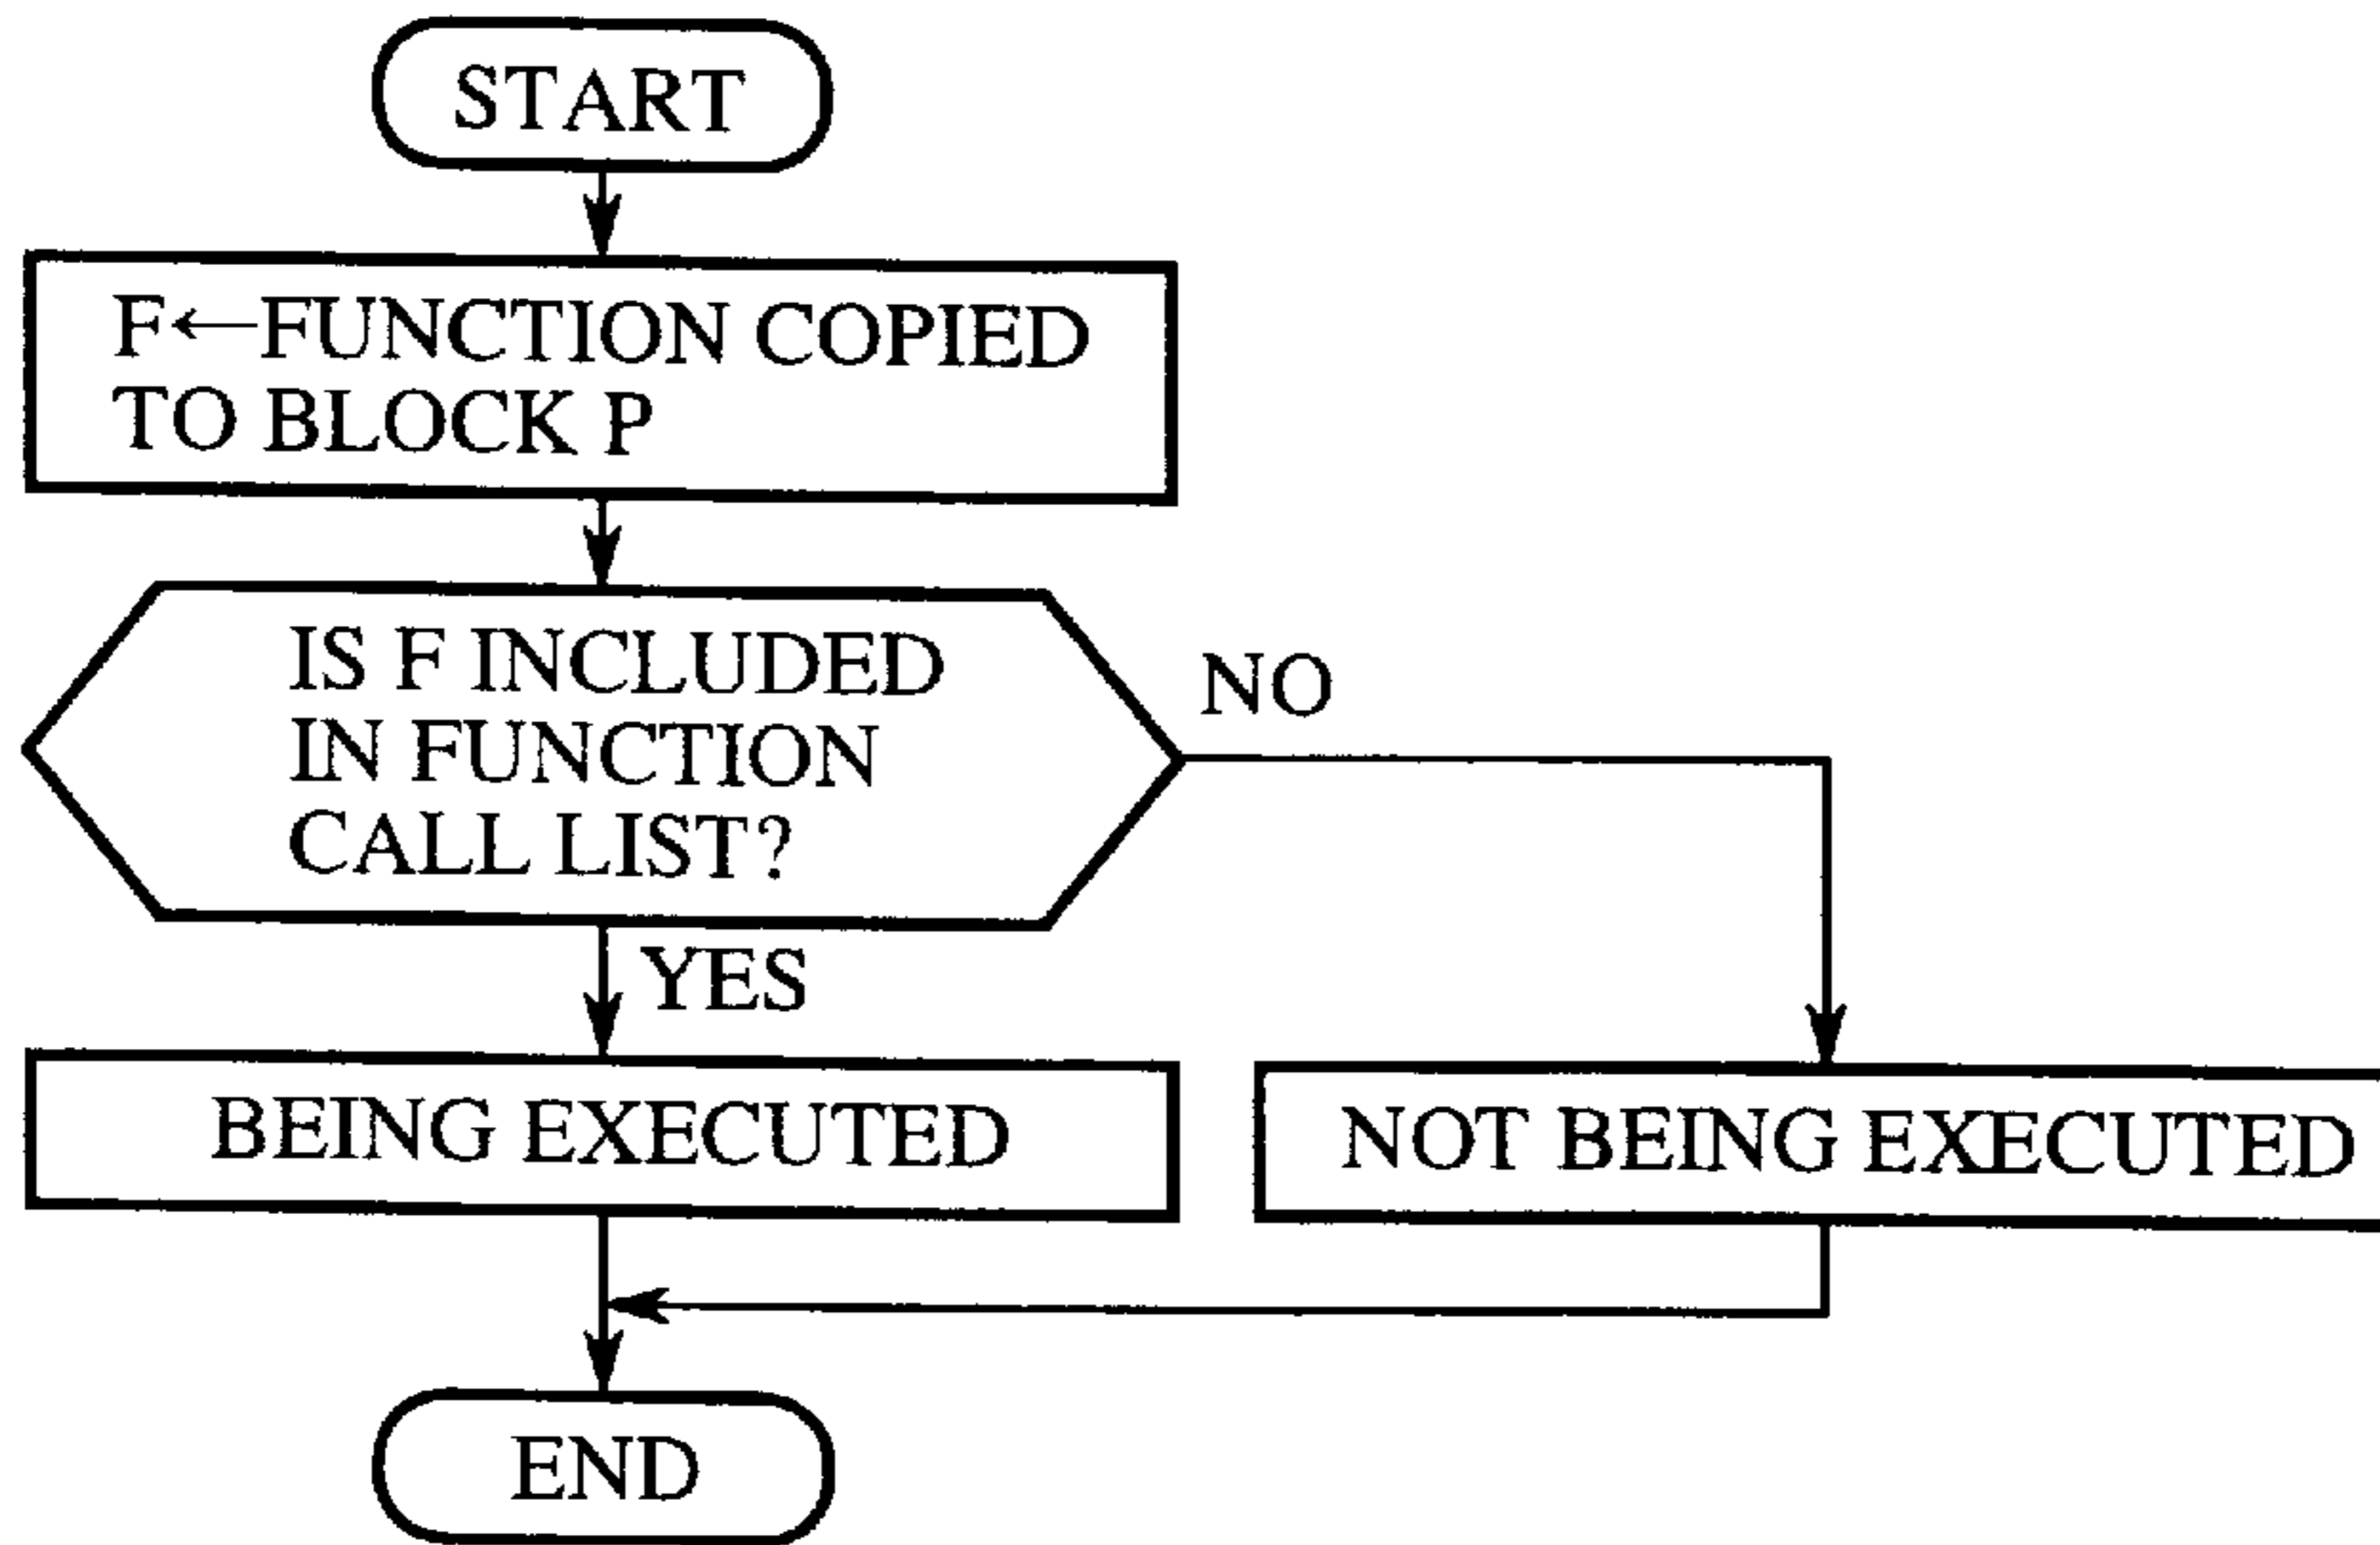 START
F←FUNCTION COPIED
TO BLOCK P
IS F INCLUDED
IN FUNCTION
CALL LIST?
NO
YES
BEING EXECUTED
NOT BEING EXECUTED
END